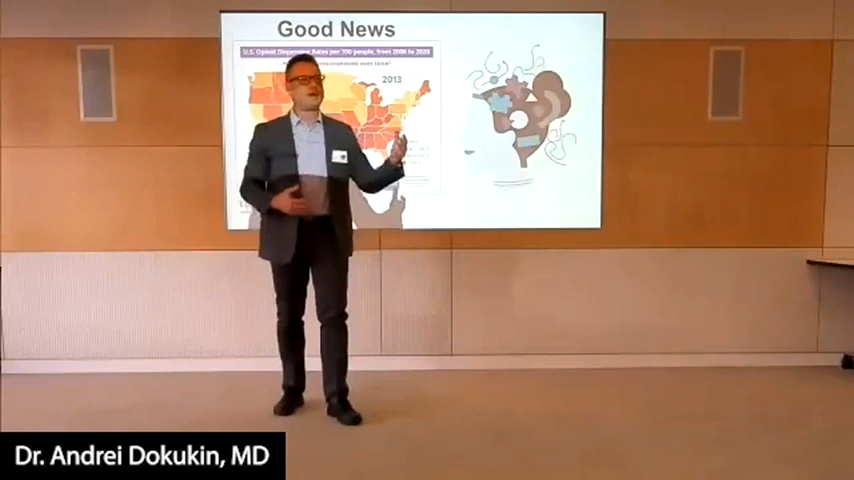 Good News
U.S. Opioid Dispensing Rates per 100 people, from 2006 to 2020
2013
Dr. Andrei Dokukin, MD